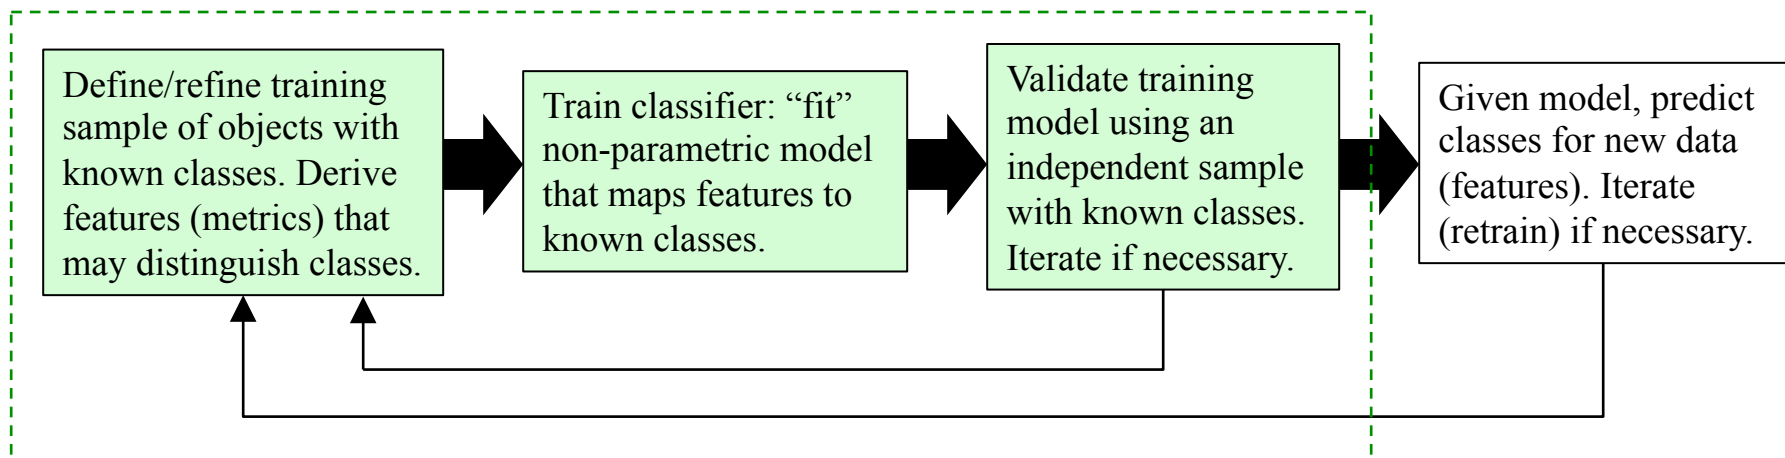 Define/refine training
sample of objects with
known classes. Derive
features (metrics) that
may distinguish classes.
Train classifier: “fit”
non-parametric model
that maps features to
known classes.
Validate training
model using an
independent sample
with known classes.
Iterate if necessary.
Given model, predict
classes for new data
(features). Iterate
(retrain) if necessary.